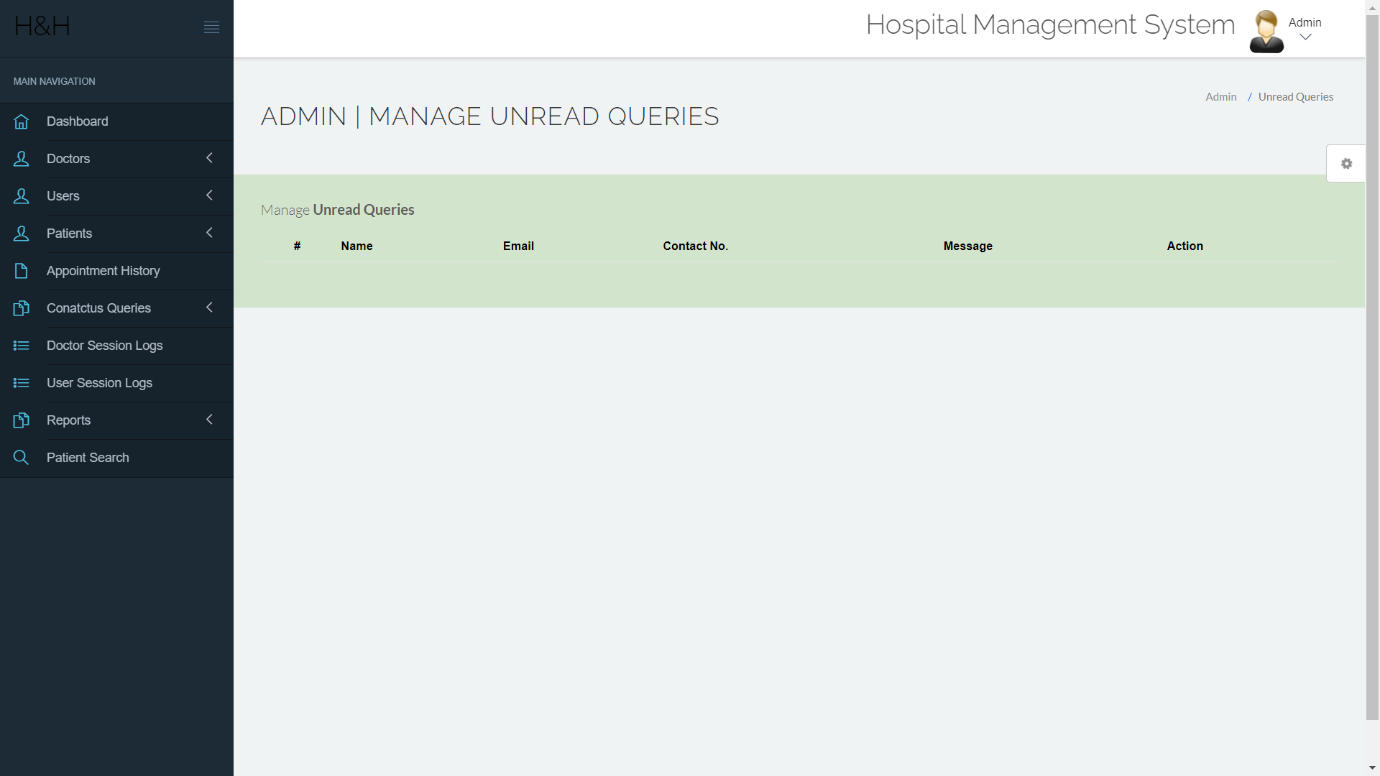 H&H
MAIN NAVIGATION
Dashboard
Doctors
Users
Patients
Appointment History
Conatctus Queries
Doctor Session Logs
User Session Logs
Reports
Patient Search
Hospital Management System
Admin
ADMIN | MANAGE UNREAD QUERIES
Admin / Unread Queries
Manage Unread Queries
# Name Email Contact No. Message Action